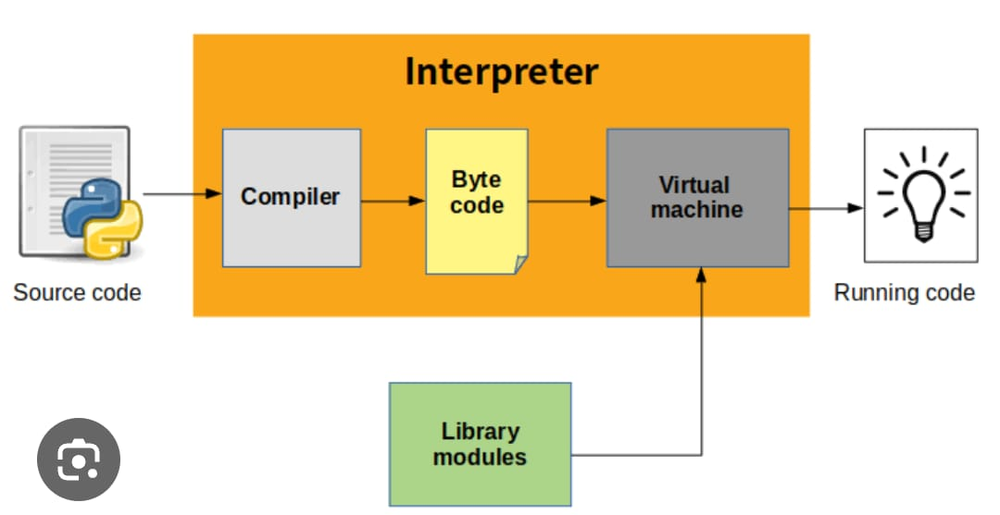 Interpreter
Compiler
Byte
code
Virtual
machine
Source code
Running code
Library
modules